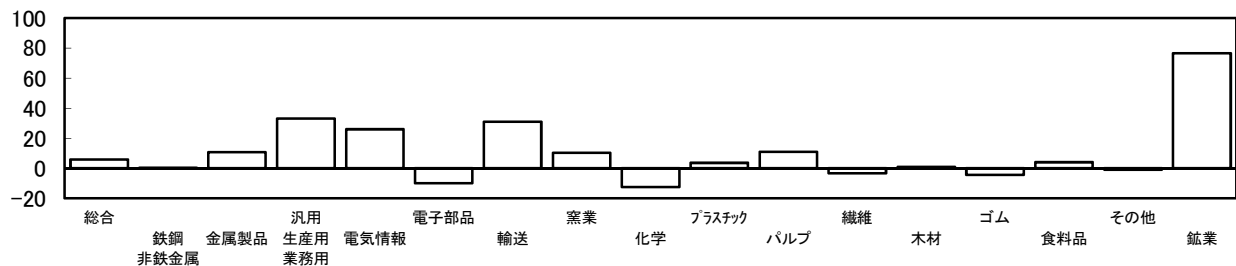 100
80
60
40
20
0
-20
総合
鉄鋼
非鉄金属
金属製品
汎用
生産用
業務用
電気情報
電子部品
輸送
窯業
化学
プラスチック
パルプ
繊維
木材
ゴム
食料品
その他
鉱業